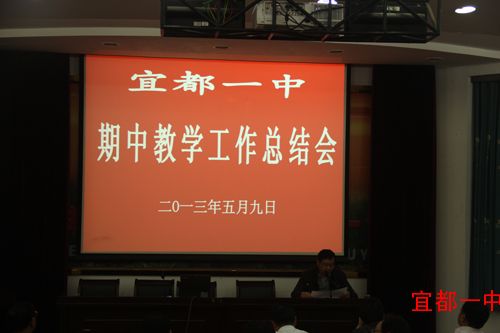 宜都一中
期中教学工作总结会
二0一三年五月九日
宜都一中